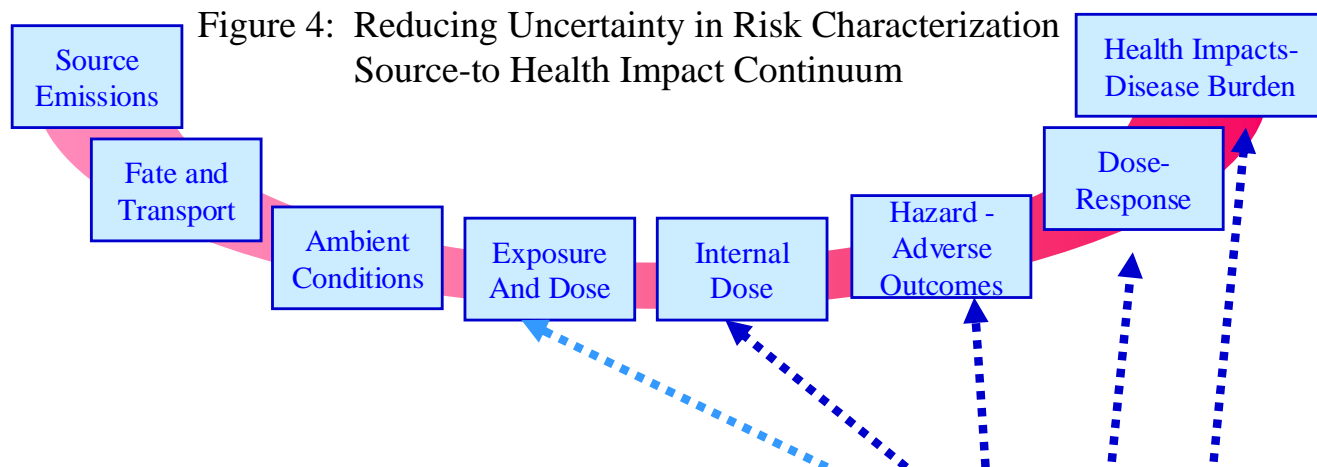 Figure 4: Reducing Uncertainty in Risk Characterization
Source-to Health Impact Continuum
Source
Emissions
Fate and
Transport
Ambient
Conditions
Exposure
And Dose
Internal
Dose
Hazard -
Adverse
Outcomes
Dose-
Response
Health Impacts-
Disease Burden